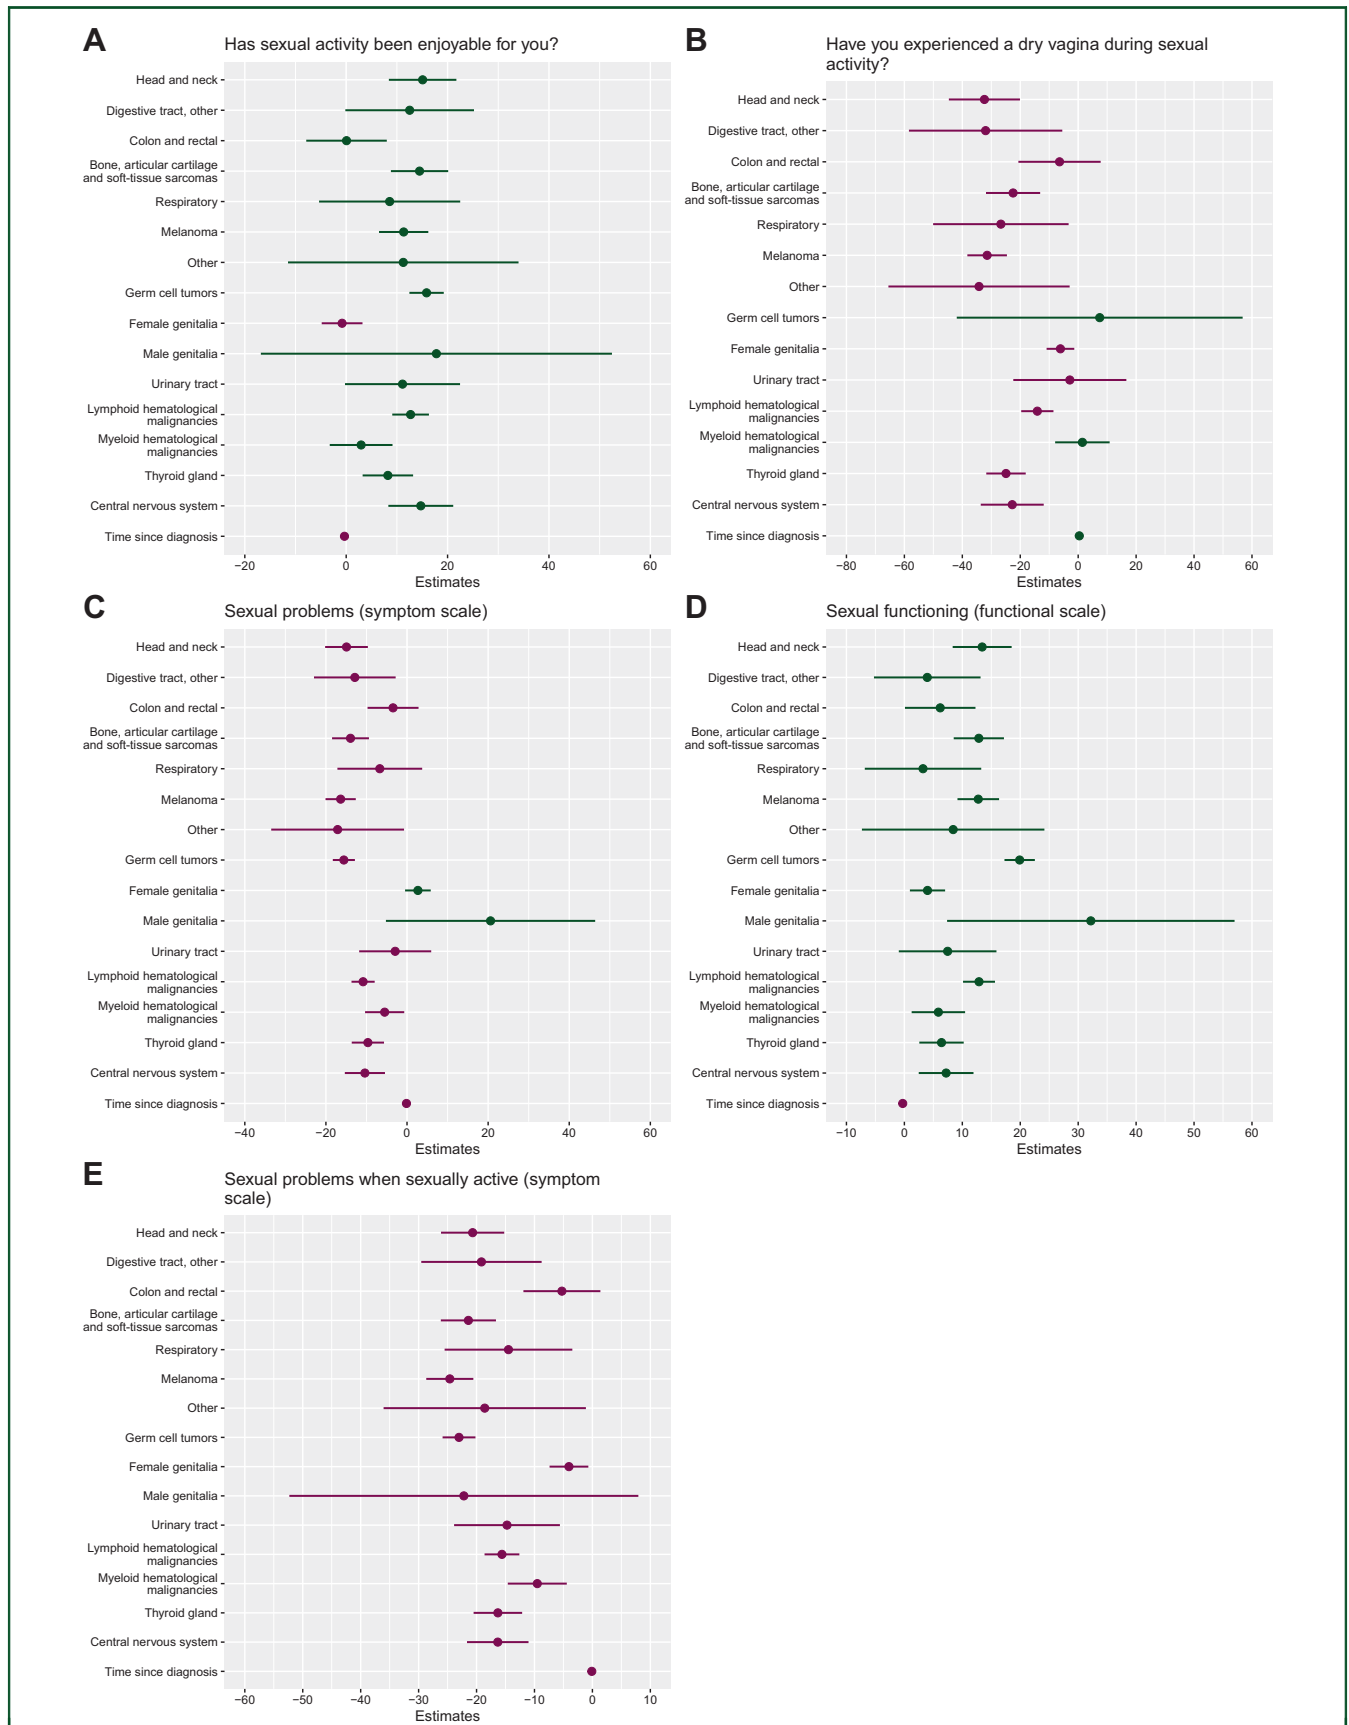 A
Has sexual activity been enjoyable for you?
Head and neck
Digestive tract, other
Colon and rectal
Bone, articular cartilage
and soft-tissue sarcomas
Respiratory
Melanoma
Other
Germ cell tumors
Female genitalia
Male genitalia
Urinary tract
Lymphoid hematological
malignancies
Myeloid hematological
malignancies
Thyroid gland
Central nervous system
Time since diagnosis
−20 0 20 40 60
Estimates
B
Have you experienced a dry vagina during sexual
activity?
Head and neck
Digestive tract, other
Colon and rectal
Bone, articular cartilage
and soft-tissue sarcomas
Respiratory
Melanoma
Other
Germ cell tumors
Female genitalia
Urinary tract
Lymphoid hematological
malignancies
Myeloid hematological
malignancies
Thyroid gland
Central nervous system
Time since diagnosis
−80 −60 −40 −20 0 20 40 60
Estimates
C
Sexual problems (symptom scale)
Head and neck
Digestive tract, other
Colon and rectal
Bone, articular cartilage
and soft-tissue sarcomas
Respiratory
Melanoma
Other
Germ cell tumors
Female genitalia
Male genitalia
Urinary tract
Lymphoid hematological
malignancies
Myeloid hematological
malignancies
Thyroid gland
Central nervous system
Time since diagnosis
−40 −20 0 20 40 60
Estimates
D
Sexual functioning (functional scale)
Head and neck
Digestive tract, other
Colon and rectal
Bone, articular cartilage
and soft-tissue sarcomas
Respiratory
Melanoma
Other
Germ cell tumors
Female genitalia
Male genitalia
Urinary tract
Lymphoid hematological
malignancies
Myeloid hematological
malignancies
Thyroid gland
Central nervous system
Time since diagnosis
−10 0 10 20 30 40 50 60
Estimates
E
Sexual problems when sexually active (symptom
scale)
Head and neck
Digestive tract, other
Colon and rectal
Bone, articular cartilage
and soft-tissue sarcomas
Respiratory
Melanoma
Other
Germ cell tumors
Female genitalia
Male genitalia
Urinary tract
Lymphoid hematological
malignancies
Myeloid hematological
malignancies
Thyroid gland
Central nervous system
Time since diagnosis
−60 −50 −40 −30 −20 −10 0 10
Estimates